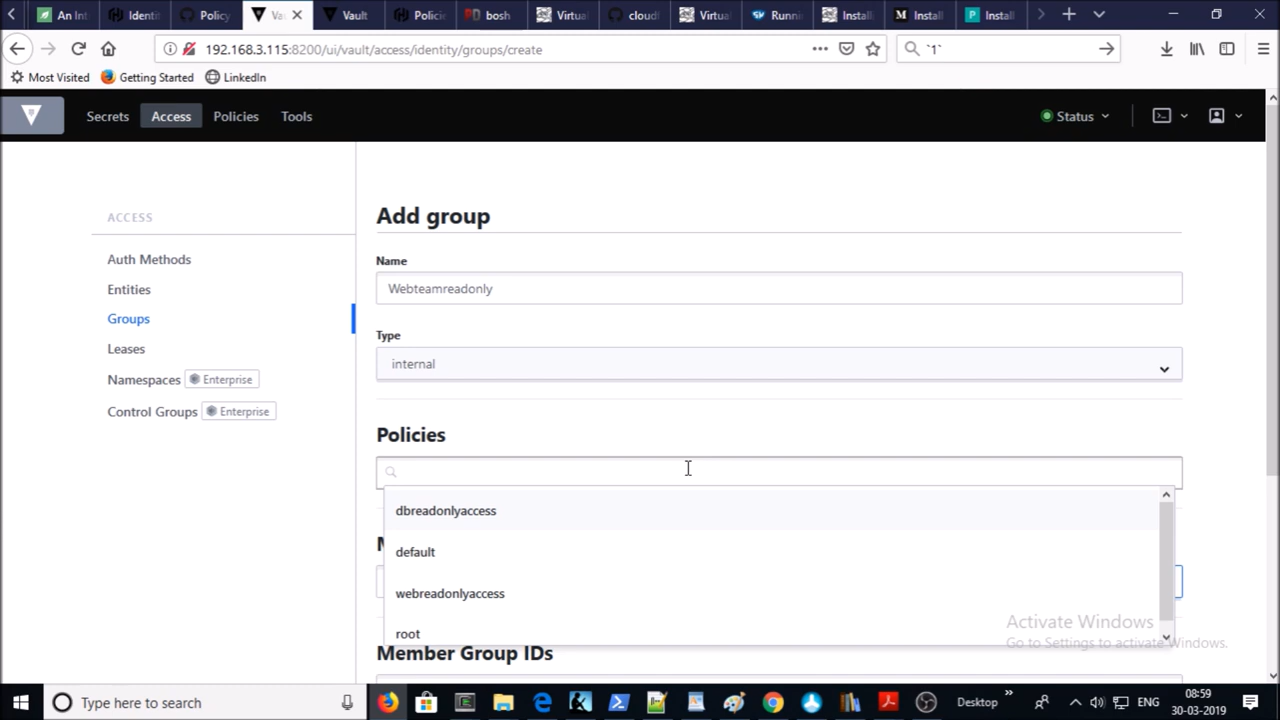 An Int
Identi
Policy
Vau
Vault
Policie
bosh
Virtua
cloudf
Virtua
Runni
Install
Install
Install
192.168.3.115:8200/ui/vault/access/identity/groups/create
`1`
Most Visited
Getting Started
LinkedIn
Secrets
Access
Policies
Tools
Status
ACCESS
Auth Methods
Entities
Groups
Leases
Namespaces Enterprise
Control Groups Enterprise
Add group
Name
Webteamreadonly
Type
internal
Policies
dbreadonlyaccess
default
webreadonlyaccess
root
Member Group IDs
Activate Windows
Go to Settings to activate Windows.
Type here to search
Desktop
ENG
08:59
30-03-2019